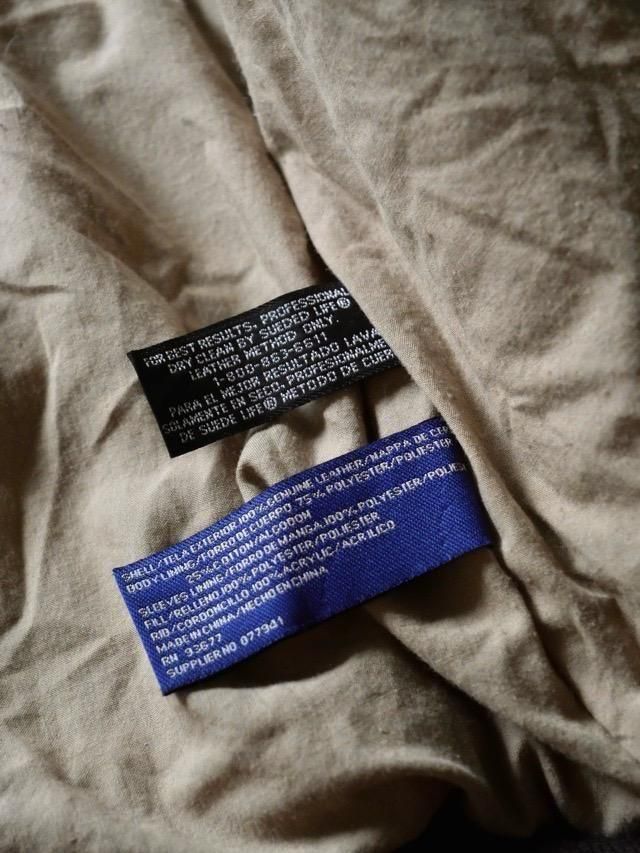 FOR BEST RESULTS, PROFESSIONAL
DRY CLEAN BY SUEDED LIFE®
LEATHER METHOD ONLY.
1-800-863-6611
PARA EL MEJOR RESULTADO LAVA
SOLAMENTE EN SECO, PROFESIONALME
DE SUEDE LIFE® METODO DE CUER
SHELL/TELA EXTERIOR.100% GENUINE LEATHER/NAPPA DE CER
BODY LINING/FORRO DE CUERPO 75% POLYESTER/POLIESTER
25% COTTON/ALGODON
SLEEVES LINING/FORRO DE MANGA.100% POLYESTER/POLIESTER
FILL/RELLENO.100% POLYESTER/POLIESTER
RIB/CORDONCILLO 100% ACRYLIC/ACRILICO
MADE IN CHINA/HECHO EN CHINA
RN 93677
SUPPLIER NO 077941